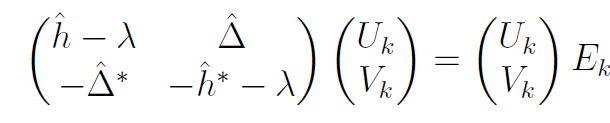 \begin{pmatrix} \hat{h} - \lambda & \hat{\Delta} \\ -\hat{\Delta}^* & -\hat{h}^* - \lambda \end{pmatrix} \begin{pmatrix} U_k \\ V_k \end{pmatrix} = \begin{pmatrix} U_k \\ V_k \end{pmatrix} E_k